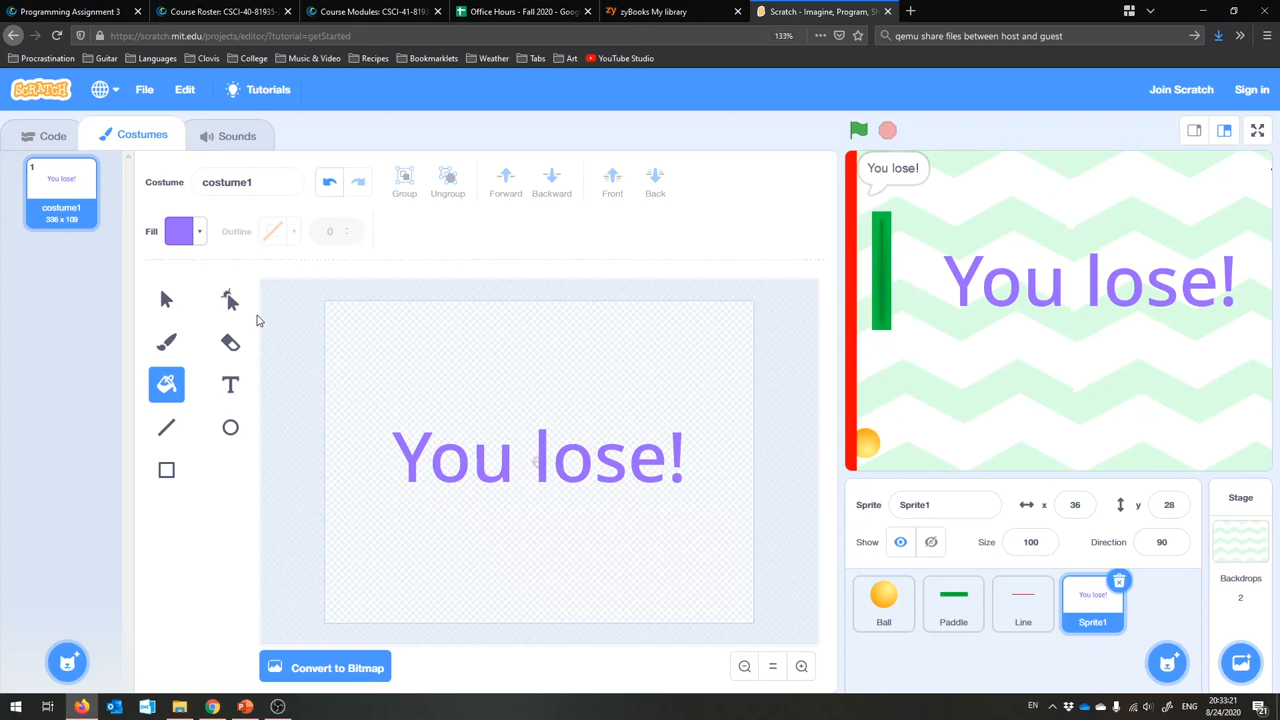 Programming Assignment 3
Course Roster: CSCI-40-81935-
Course Modules: CSCI-41-8193
Office Hours - Fall 2020 - Goog
zy zyBooks My library
Scratch - Imagine, Program, Sh
https://scratch.mit.edu/projects/editor/?tutorial=getStarted
133%
qemu share files between host and guest
Procrastination
Guitar
Languages
Clovis
College
Music & Video
Recipes
Bookmarklets
Weather
Tabs
Art
YouTube Studio
SCRATCH
File
Edit
Tutorials
Join Scratch
Sign in
Code
Costumes
Sounds
1
You lose!
costume1
336 x 109
Costume
costume1
Group
Ungroup
Forward
Backward
Front
Back
Fill
Outline
0
T
You lose!
Convert to Bitmap
You lose!
You lose!
Sprite
Sprite1
x
36
y
28
Show
Size
100
Direction
90
Ball
Paddle
Line
You lose!
Sprite1
Stage
Backdrops
2
EN
20:33:21
8/24/2020
21